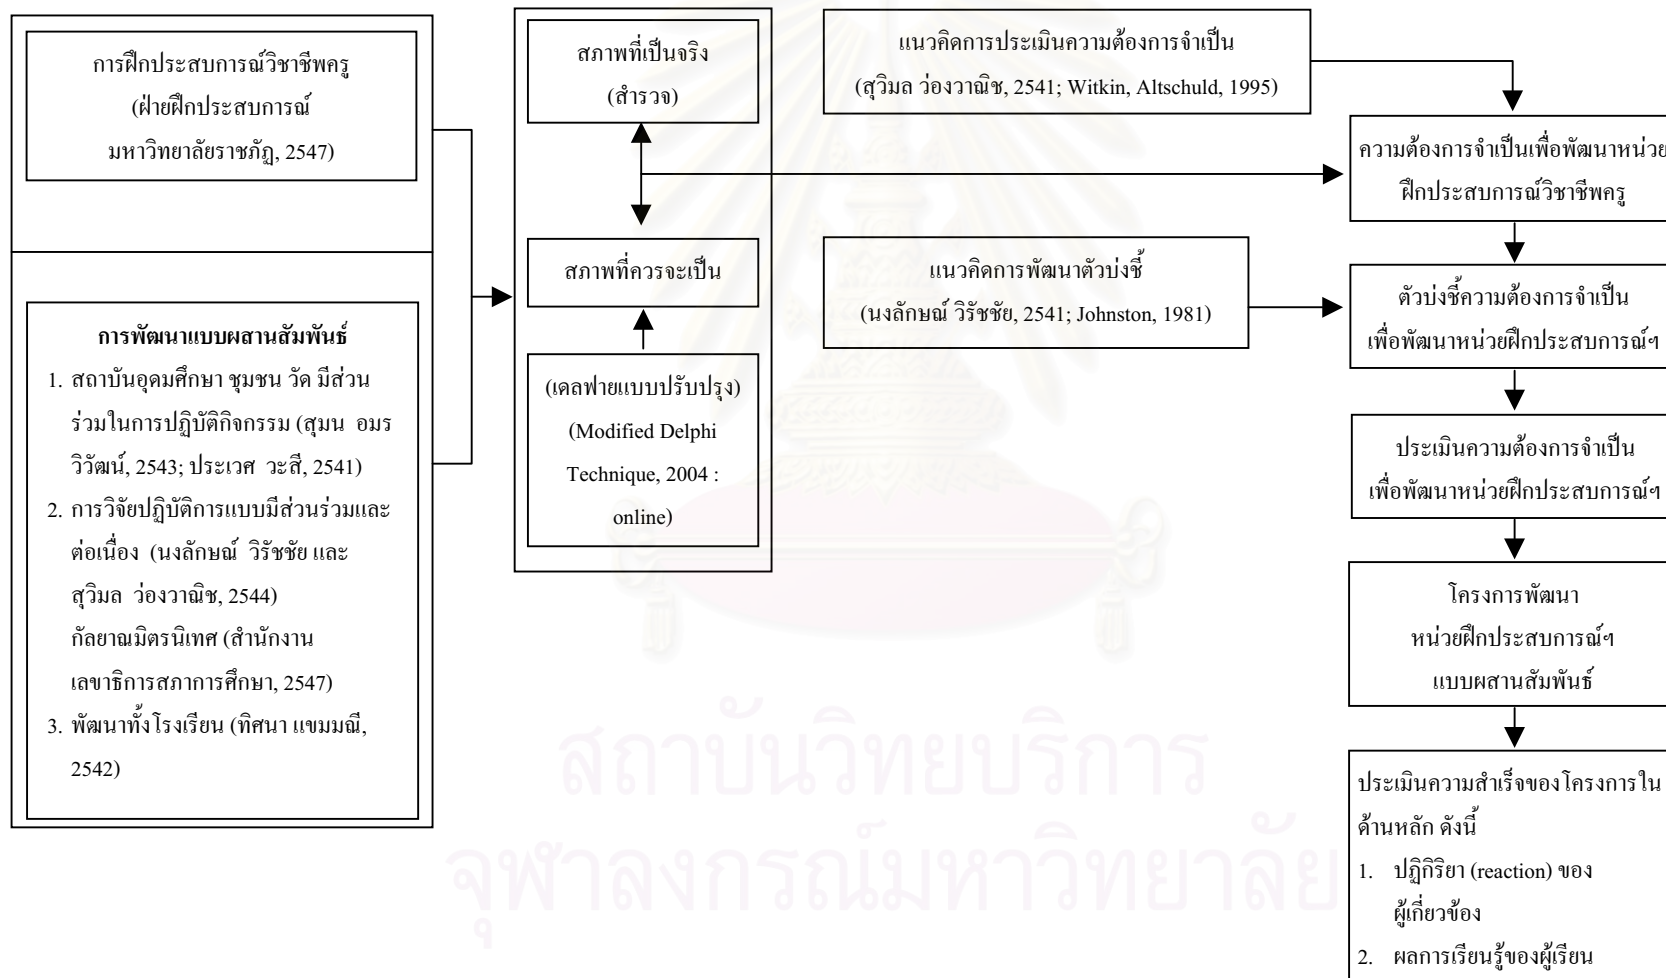 การฝึกประสบการณ์วิชาชีพครู
(ฝ่ายฝึกประสบการณ์
มหาวิทยาลัยราชภัฏ, 2547)
การพัฒนาแบบผสานสัมพันธ์
1. สถาบันอุดมศึกษา ชุมชน วัด มีส่วน
ร่วมในการปฏิบัติกิจกรรม (สุมน อมร
วิวัฒน์, 2543; ประเวศ วะสี, 2541)
2. การวิจัยปฏิบัติการแบบมีส่วนร่วมและ
ต่อเนื่อง (นงลักษณ์ วิรัชชัย และ
สุวิมล ว่องวาณิช, 2544)
กัลยาณมิตรนิเทศ (สำนักงาน
เลขาธิการสภาการศึกษา, 2547)
3. พัฒนาทั้งโรงเรียน (ทิศนา แขมมณี,
2542)
สภาพที่เป็นจริง
(สำรวจ)
สภาพที่ควรจะเป็น
(เดลฟายแบบปรับปรุง)
(Modified Delphi
Technique, 2004 :
online)
แนวคิดการประเมินความต้องการจำเป็น
(สุวิมล ว่องวาณิช, 2541; Witkin, Altschuld, 1995)
แนวคิดการพัฒนาตัวบ่งชี้
(นงลักษณ์ วิรัชชัย, 2541; Johnston, 1981)
ความต้องการจำเป็นเพื่อพัฒนาหน่วย
ฝึกประสบการณ์วิชาชีพครู
ตัวบ่งชี้ความต้องการจำเป็น
เพื่อพัฒนาหน่วยฝึกประสบการณ์ฯ
ประเมินความต้องการจำเป็น
เพื่อพัฒนาหน่วยฝึกประสบการณ์ฯ
โครงการพัฒนา
หน่วยฝึกประสบการณ์ฯ
แบบผสานสัมพันธ์
ประเมินความสำเร็จของโครงการใน
ด้านหลัก ดังนี้
1. ปฏิกิริยา (reaction) ของ
ผู้เกี่ยวข้อง
2. ผลการเรียนรู้ของผู้เรียน
สถาบันวิทยบริการ
จุฬาลงกรณ์มหาวิทยาลัย